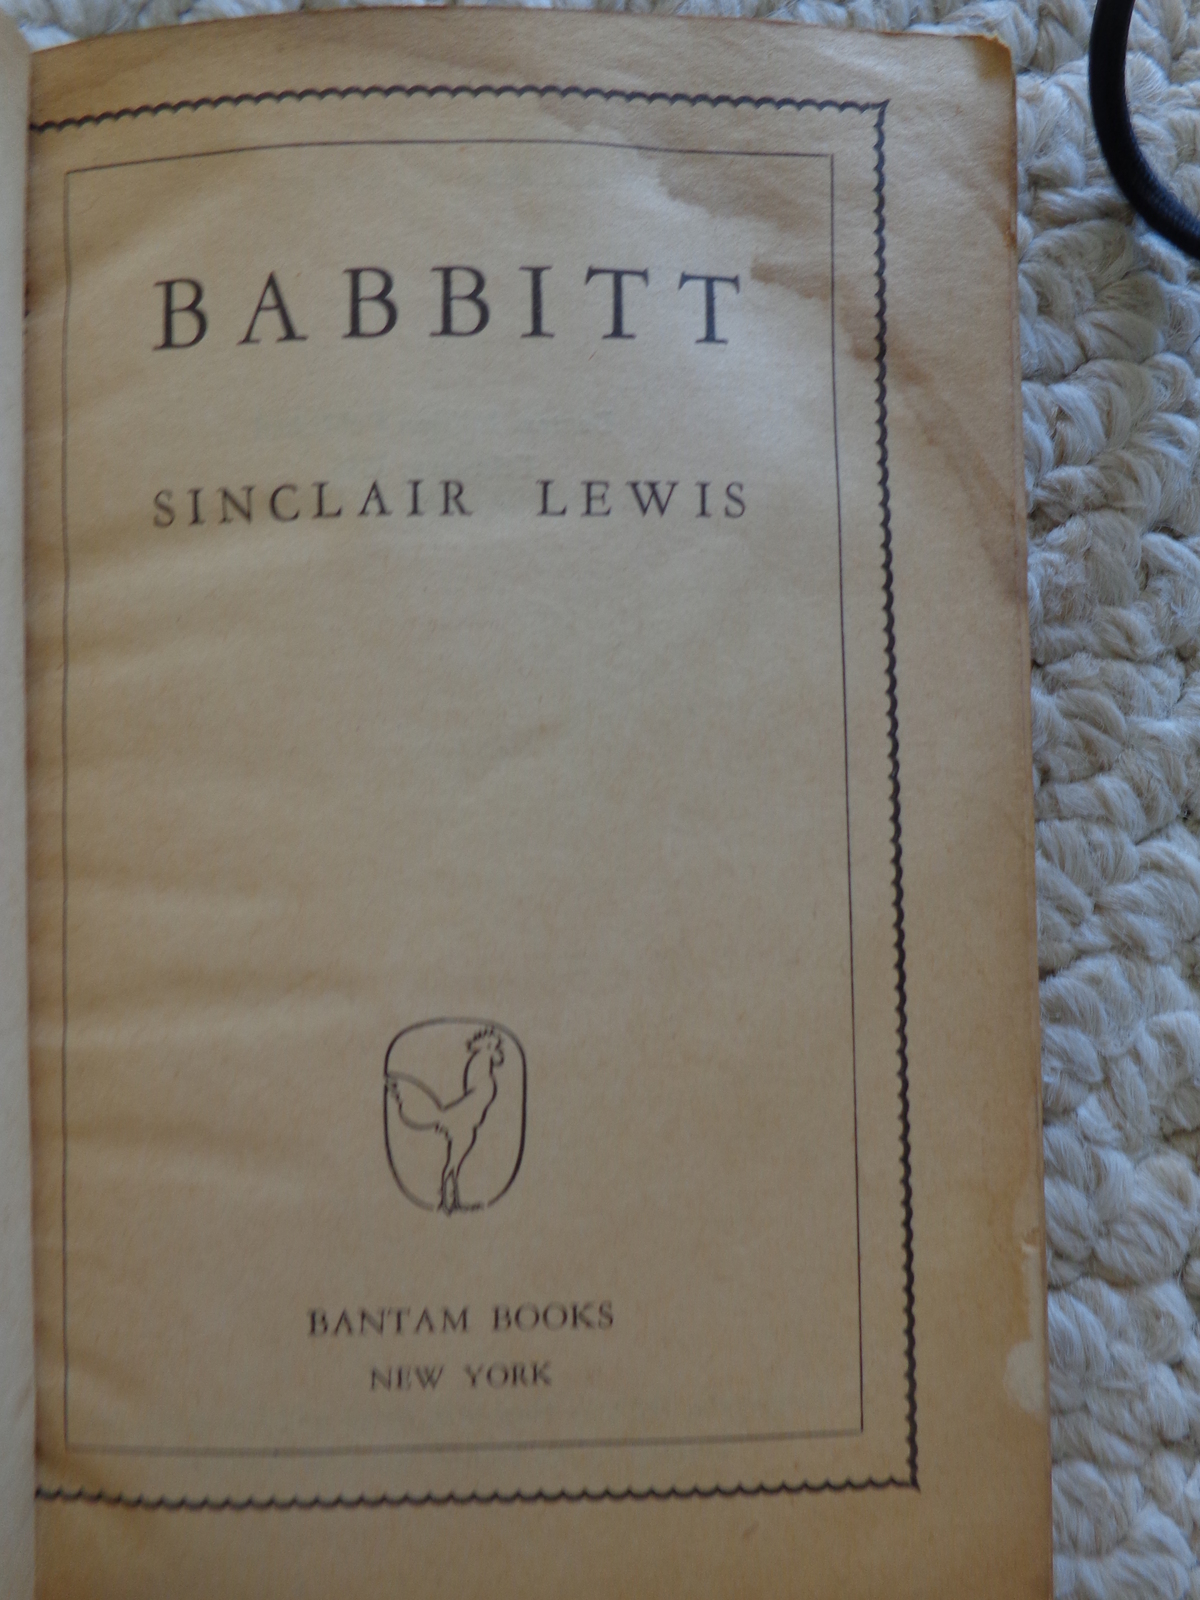 BABBITT
SINCLAIR LEWIS
BANTAM BOOKS
NEW YORK